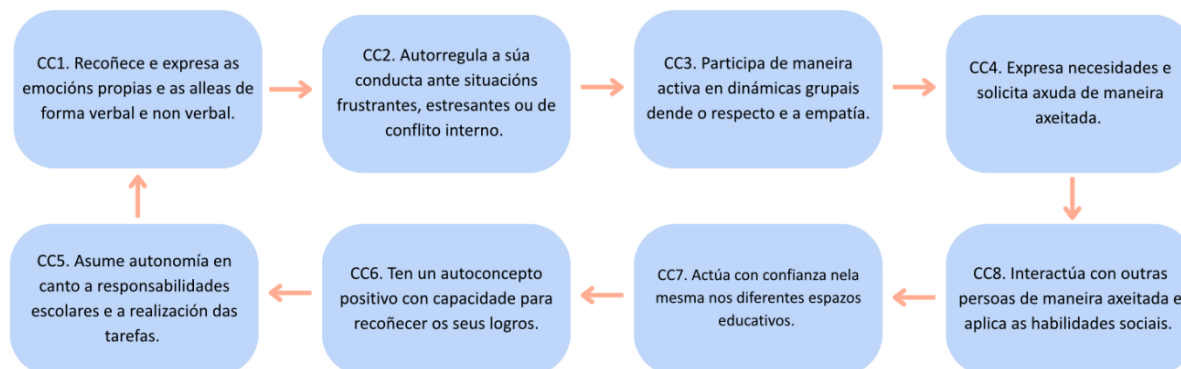 CC1. Recoñece e expresa as
emocións propias e as alleas de
forma verbal e non verbal.
CC2. Autorregula a súa
conduta ante situacións
frustrantes, estresantes ou de
conflito interno.
CC3. Participa de maneira
activa en dinámicas grupais
dende o respecto e a empatía.
CC4. Expresa necesidades e
solicita axuda de maneira
axeitada.
CC5. Asume autonomía en
canto a responsabilidades
escolares e a realización das
tarefas.
CC6. Ten un autoconcepto
positivo con capacidade para
recoñecer os seus logros.
CC7. Actúa con confianza nela
mesma nos diferentes espazos
educativos.
CC8. Interactúa con outras
persoas de maneira axeitada e
aplica as habilidades sociais.